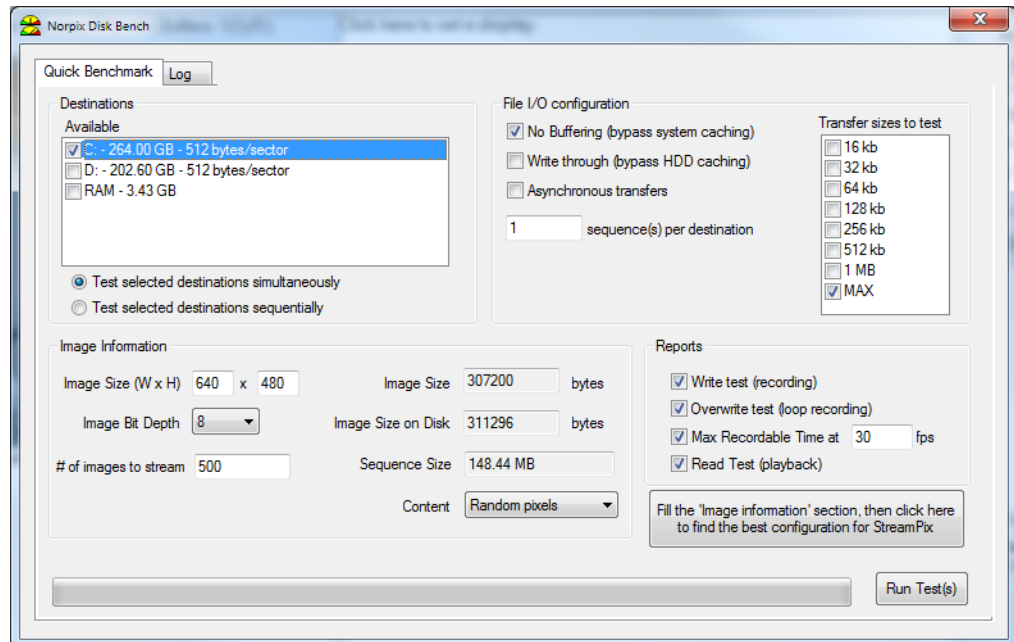 Norpix Disk Bench
Quick Benchmark
Log
Destinations
Available
C: - 264.00 GB - 512 bytes/sector
D: - 202.60 GB - 512 bytes/sector
RAM - 3.43 GB
Test selected destinations simultaneously
Test selected destinations sequentially
File I/O configuration
No Buffering (bypass system caching)
Write through (bypass HDD caching)
Asynchronous transfers
1 sequence(s) per destination
Transfer sizes to test
16 kb
32 kb
64 kb
128 kb
256 kb
512 kb
1 MB
MAX
Image Information
Image Size (W x H) 640 x 480
Image Bit Depth 8
# of images to stream 500
Image Size 307200 bytes
Image Size on Disk 311296 bytes
Sequence Size 148.44 MB
Content Random pixels
Reports
Write test (recording)
Overwrite test (loop recording)
Max Recordable Time at 30 fps
Read Test (playback)
Fill the 'Image information' section, then click here
to find the best configuration for StreamPix
Run Test(s)